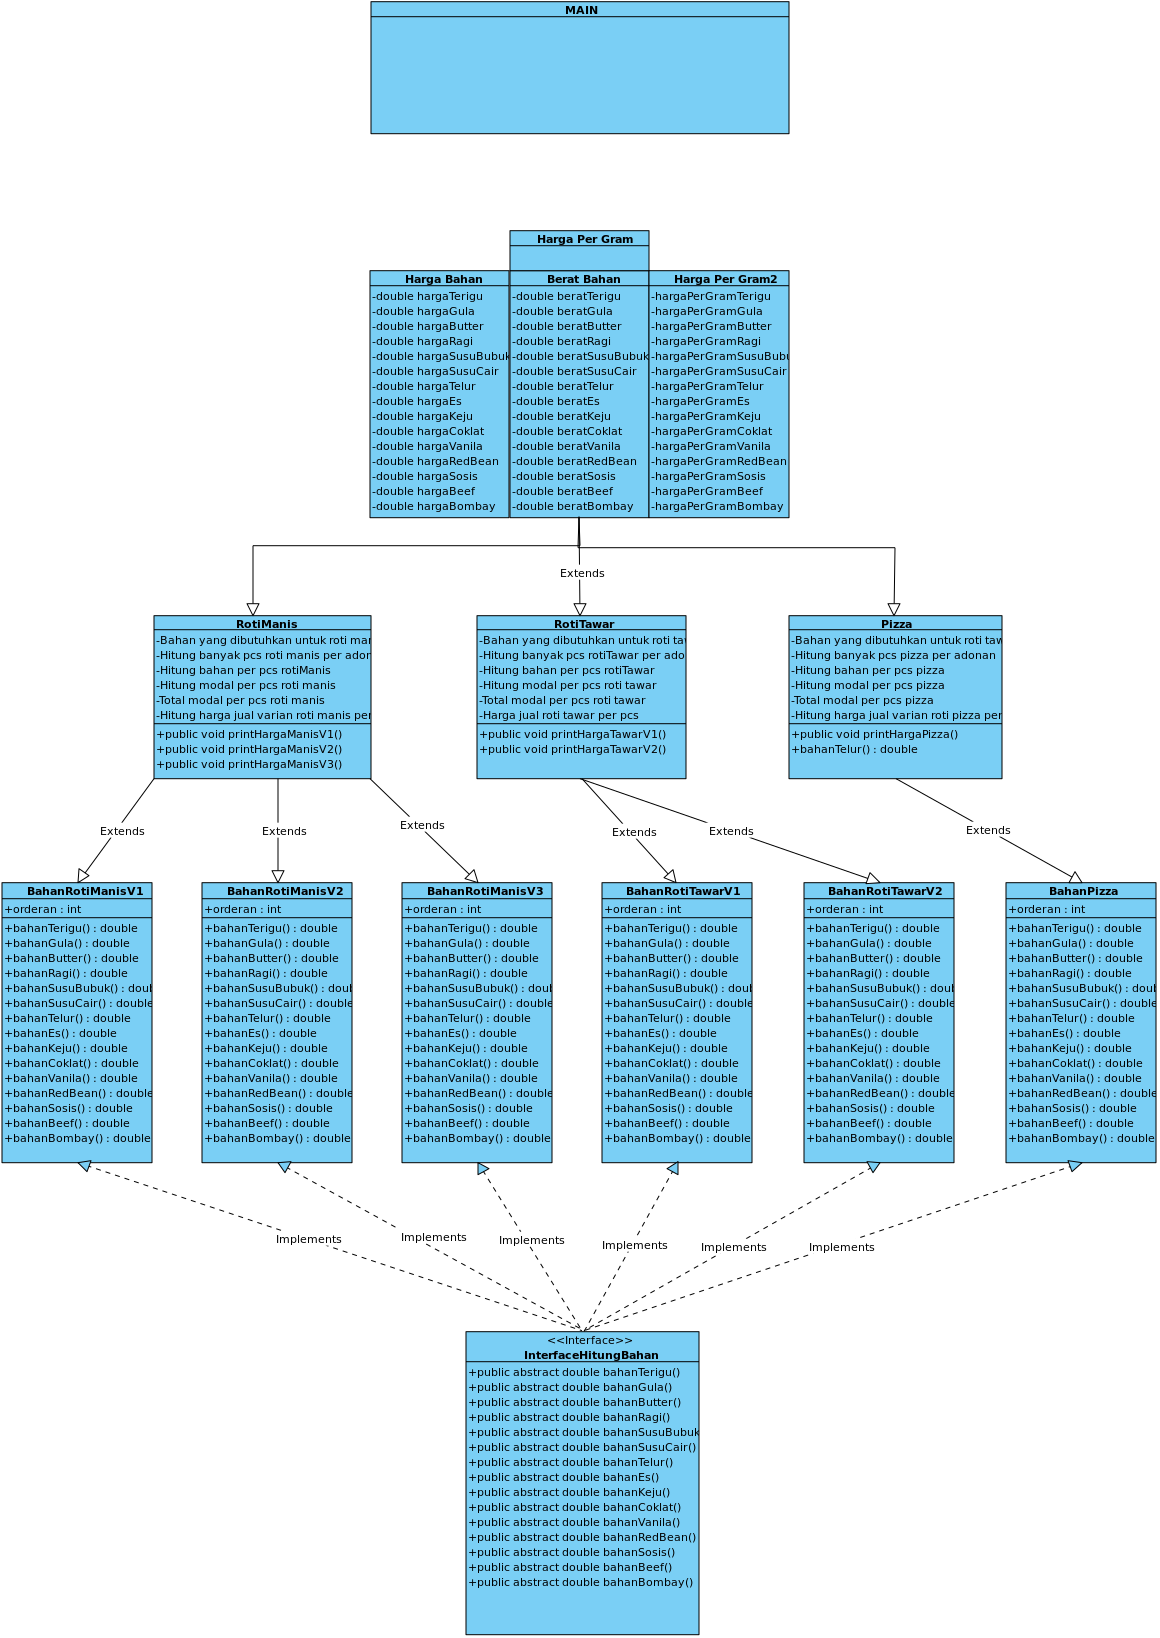 MAIN
Harga Per Gram
Harga Bahan
-double hargaTerigu
-double hargaGula
-double hargaButter
-double hargaRagi
-double hargaSusuBubuk
-double hargaSusuCair
-double hargaTelur
-double hargaEs
-double hargaKeju
-double hargaCoklat
-double hargaVanila
-double hargaRedBean
-double hargaSosis
-double hargaBeef
-double hargaBombay
Berat Bahan
-double beratTerigu
-double beratGula
-double beratButter
-double beratRagi
-double beratSusuBubuk
-double beratSusuCair
-double beratTelur
-double beratEs
-double beratKeju
-double beratCoklat
-double beratVanila
-double beratRedBean
-double beratSosis
-double beratBeef
-double beratBombay
Harga Per Gram2
-hargaPerGramTerigu
-hargaPerGramGula
-hargaPerGramButter
-hargaPerGramRagi
-hargaPerGramSusuBubu
-hargaPerGramSusuCair
-hargaPerGramTelur
-hargaPerGramEs
-hargaPerGramKeju
-hargaPerGramCoklat
-hargaPerGramVanila
-hargaPerGramRedBean
-hargaPerGramSosis
-hargaPerGramBeef
-hargaPerGramBombay
Extends
RotiManis
-Bahan yang dibutuhkan untuk roti mar
-Hitung banyak pcs roti manis per ador
-Hitung bahan per pcs rotiManis
-Hitung modal per pcs roti manis
-Total modal per pcs roti manis
-Hitung harga jual varian roti manis per
+public void printHargaManisV1()
+public void printHargaManisV2()
+public void printHargaManisV3()
RotiTawar
-Bahan yang dibutuhkan untuk roti tav
-Hitung banyak pcs rotiTawar per ado
-Hitung bahan per pcs rotiTawar
-Hitung modal per pcs roti tawar
-Total modal per pcs roti tawar
-Harga jual roti tawar per pcs
+public void printHargaTawarV1()
+public void printHargaTawarV2()
Pizza
-Bahan yang dibutuhkan untuk roti taw
-Hitung banyak pcs pizza per adonan
-Hitung bahan per pcs pizza
-Hitung modal per pcs pizza
-Total modal per pcs pizza
-Hitung harga jual varian roti pizza per
+public void printHargaPizza()
+bahanTelur() : double
Extends
Extends
Extends
Extends
Extends
Extends
BahanRotiManisV1
+orderan : int
+bahanTerigu() : double
+bahanGula() : double
+bahanButter() : double
+bahanRagi() : double
+bahanSusuBubuk() : doul
+bahanSusuCair() : double
+bahanTelur() : double
+bahanEs() : double
+bahanKeju() : double
+bahanCoklat() : double
+bahanVanila() : double
+bahanRedBean() : double
+bahanSosis() : double
+bahanBeef() : double
+bahanBombay() : double
BahanRotiManisV2
+orderan : int
+bahanTerigu() : double
+bahanGula() : double
+bahanButter() : double
+bahanRagi() : double
+bahanSusuBubuk() : doul
+bahanSusuCair() : double
+bahanTelur() : double
+bahanEs() : double
+bahanKeju() : double
+bahanCoklat() : double
+bahanVanila() : double
+bahanRedBean() : double
+bahanSosis() : double
+bahanBeef() : double
+bahanBombay() : double
BahanRotiManisV3
+orderan : int
+bahanTerigu() : double
+bahanGula() : double
+bahanButter() : double
+bahanRagi() : double
+bahanSusuBubuk() : doul
+bahanSusuCair() : double
+bahanTelur() : double
+bahanEs() : double
+bahanKeju() : double
+bahanCoklat() : double
+bahanVanila() : double
+bahanRedBean() : double
+bahanSosis() : double
+bahanBeef() : double
+bahanBombay() : double
BahanRotiTawarV1
+orderan : int
+bahanTerigu() : double
+bahanGula() : double
+bahanButter() : double
+bahanRagi() : double
+bahanSusuBubuk() : doul
+bahanSusuCair() : double
+bahanTelur() : double
+bahanEs() : double
+bahanKeju() : double
+bahanCoklat() : double
+bahanVanila() : double
+bahanRedBean() : double
+bahanSosis() : double
+bahanBeef() : double
+bahanBombay() : double
BahanRotiTawarV2
+orderan : int
+bahanTerigu() : double
+bahanGula() : double
+bahanButter() : double
+bahanRagi() : double
+bahanSusuBubuk() : doul
+bahanSusuCair() : double
+bahanTelur() : double
+bahanEs() : double
+bahanKeju() : double
+bahanCoklat() : double
+bahanVanila() : double
+bahanRedBean() : double
+bahanSosis() : double
+bahanBeef() : double
+bahanBombay() : double
BahanPizza
+orderan : int
+bahanTerigu() : double
+bahanGula() : double
+bahanButter() : double
+bahanRagi() : double
+bahanSusuBubuk() : doul
+bahanSusuCair() : double
+bahanTelur() : double
+bahanEs() : double
+bahanKeju() : double
+bahanCoklat() : double
+bahanVanila() : double
+bahanRedBean() : double
+bahanSosis() : double
+bahanBeef() : double
+bahanBombay() : double
Implements
Implements
Implements
Implements
Implements
Implements
<<Interface>>
InterfaceHitungBahan
+public abstract double bahanTerigu()
+public abstract double bahanGula()
+public abstract double bahanButter()
+public abstract double bahanRagi()
+public abstract double bahanSusuBubuk
+public abstract double bahanSusuCair()
+public abstract double bahanTelur()
+public abstract double bahanEs()
+public abstract double bahanKeju()
+public abstract double bahanCoklat()
+public abstract double bahanVanila()
+public abstract double bahanRedBean()
+public abstract double bahanSosis()
+public abstract double bahanBeef()
+public abstract double bahanBombay()